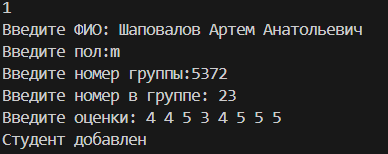 1
Введите ФИО: Шаповалов Артем Анатольевич
Введите пол:m
Введите номер группы:5372
Введите номер в группе: 23
Введите оценки: 4 4 5 3 4 5 5 5
Студент добавлен